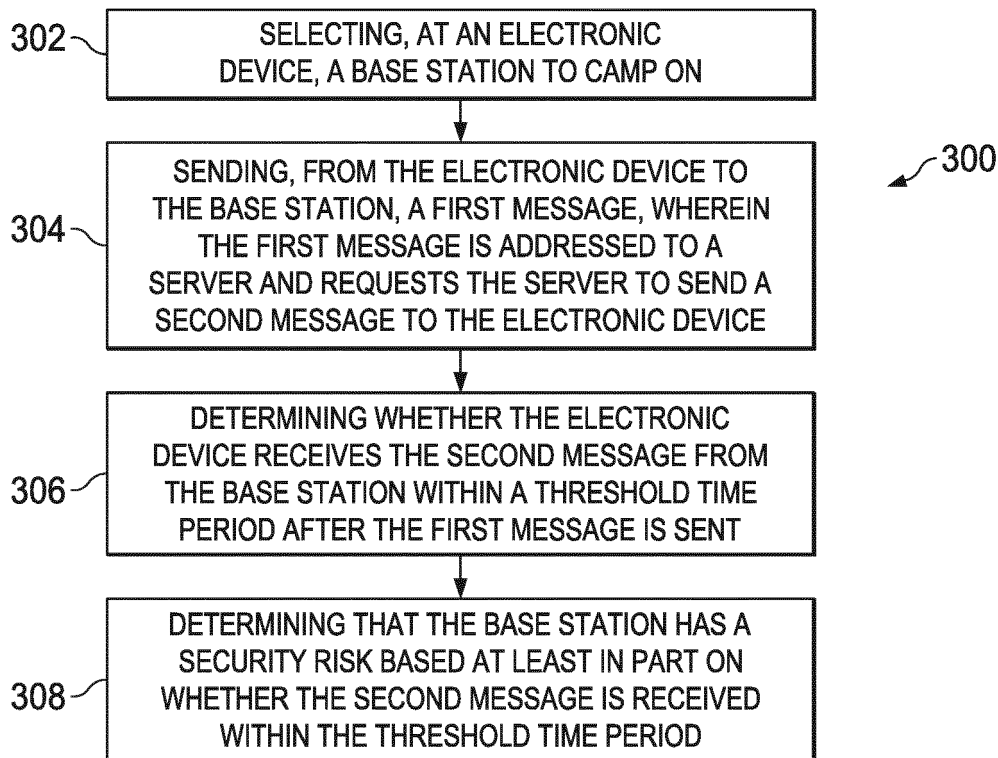 302
SELECTING, AT AN ELECTRONIC
DEVICE, A BASE STATION TO CAMP ON
300
304
SENDING, FROM THE ELECTRONIC DEVICE TO
THE BASE STATION, A FIRST MESSAGE, WHEREIN
THE FIRST MESSAGE IS ADDRESSED TO A
SERVER AND REQUESTS THE SERVER TO SEND A
SECOND MESSAGE TO THE ELECTRONIC DEVICE
306
DETERMINING WHETHER THE ELECTRONIC
DEVICE RECEIVES THE SECOND MESSAGE FROM
THE BASE STATION WITHIN A THRESHOLD TIME
PERIOD AFTER THE FIRST MESSAGE IS SENT
308
DETERMINING THAT THE BASE STATION HAS A
SECURITY RISK BASED AT LEAST IN PART ON
WHETHER THE SECOND MESSAGE IS RECEIVED
WITHIN THE THRESHOLD TIME PERIOD